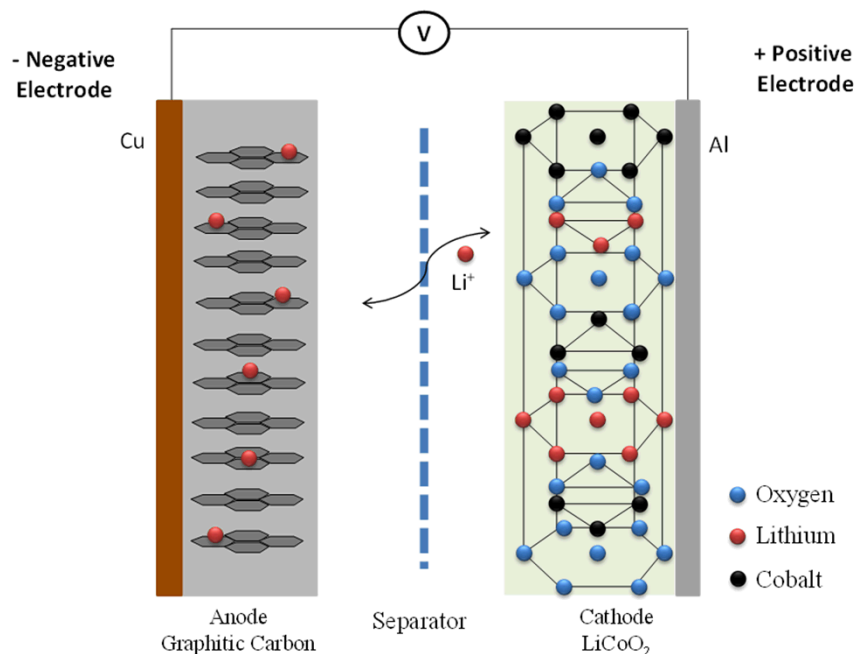 V
- Negative
Electrode
+ Positive
Electrode
Cu
Al
Li⁺
Oxygen
Lithium
Cobalt
Anode
Graphitic Carbon
Separator
Cathode
LiCoO₂